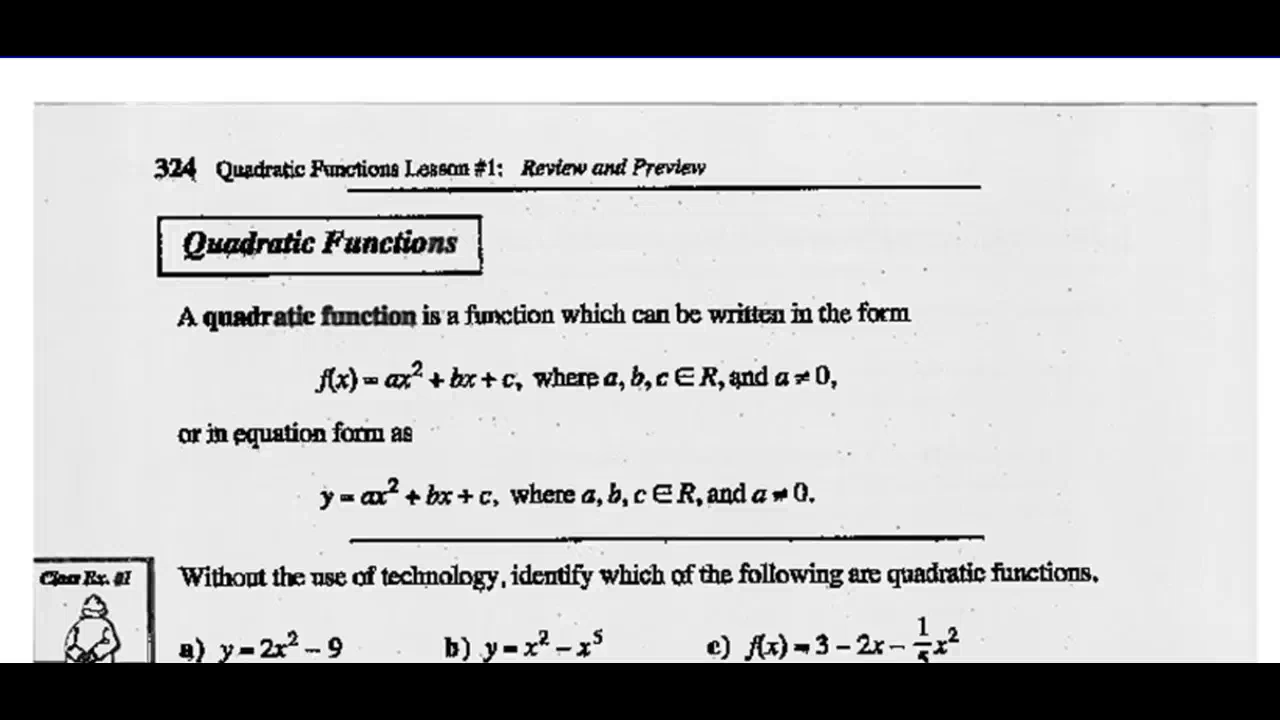 324 Quadratic Functions Lesson #1: Review and Preview
Quadratic Functions
A quadratic function is a function which can be written in the form
f(x) = ax² + bx + c, where a, b, c ∈ R, and a ≠ 0,
or in equation form as
y = ax² + bx + c, where a, b, c ∈ R, and a ≠ 0.
Class Ex. #1
Without the use of technology, identify which of the following are quadratic functions.
a) y = 2x² – 9 b) y = x² – x⁵ c) f(x) = 3 – 2x – 1/5 x²